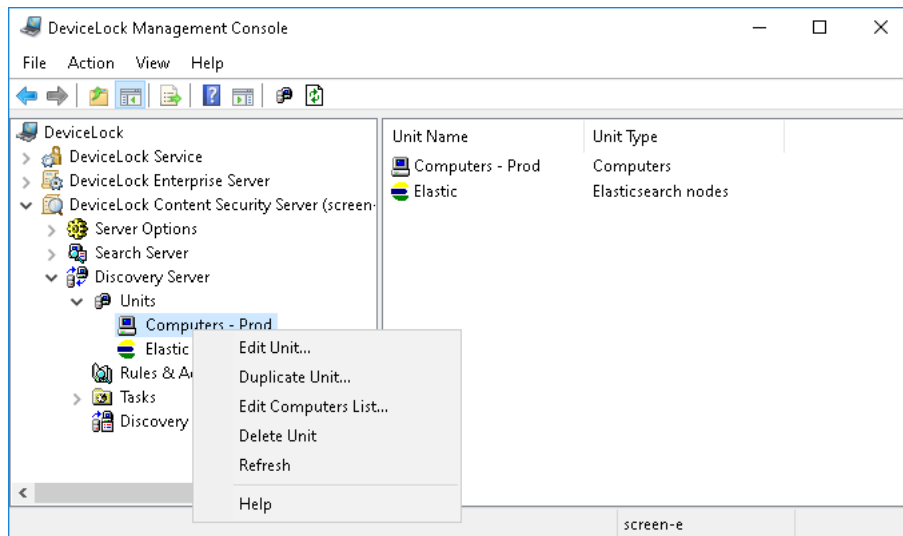 DeviceLock Management Console
File Action View Help
DeviceLock
DeviceLock Service
DeviceLock Enterprise Server
DeviceLock Content Security Server (screen-
Server Options
Search Server
Discovery Server
Units
Computers - Prod
Elastic
Rules & A
Tasks
Discovery
Edit Unit...
Duplicate Unit...
Edit Computers List...
Delete Unit
Refresh
Help
Unit Name Unit Type
Computers - Prod Computers
Elastic Elasticsearch nodes
screen-e